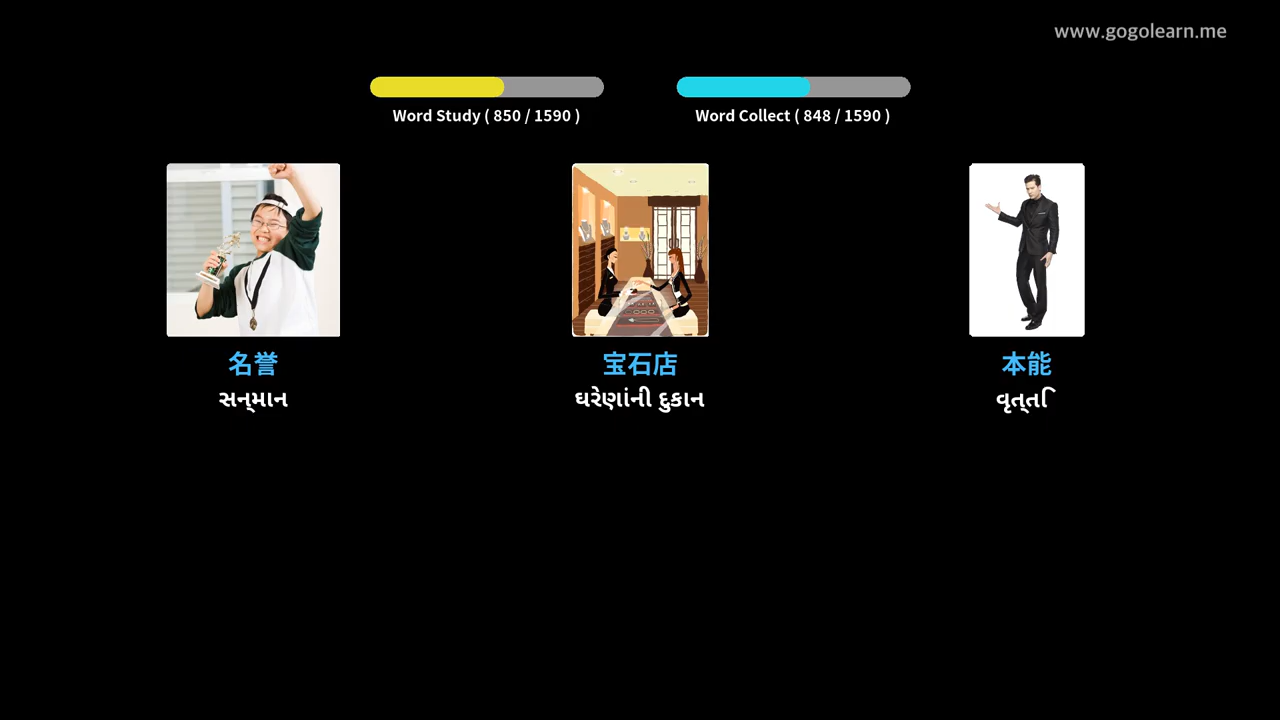 www.gogolearn.me
Word Study ( 850 / 1590 )
Word Collect ( 848 / 1590 )
名誉
宝石店
本能
સન્માન
ઘરેણાંની દુકાન
વૃત્તિ